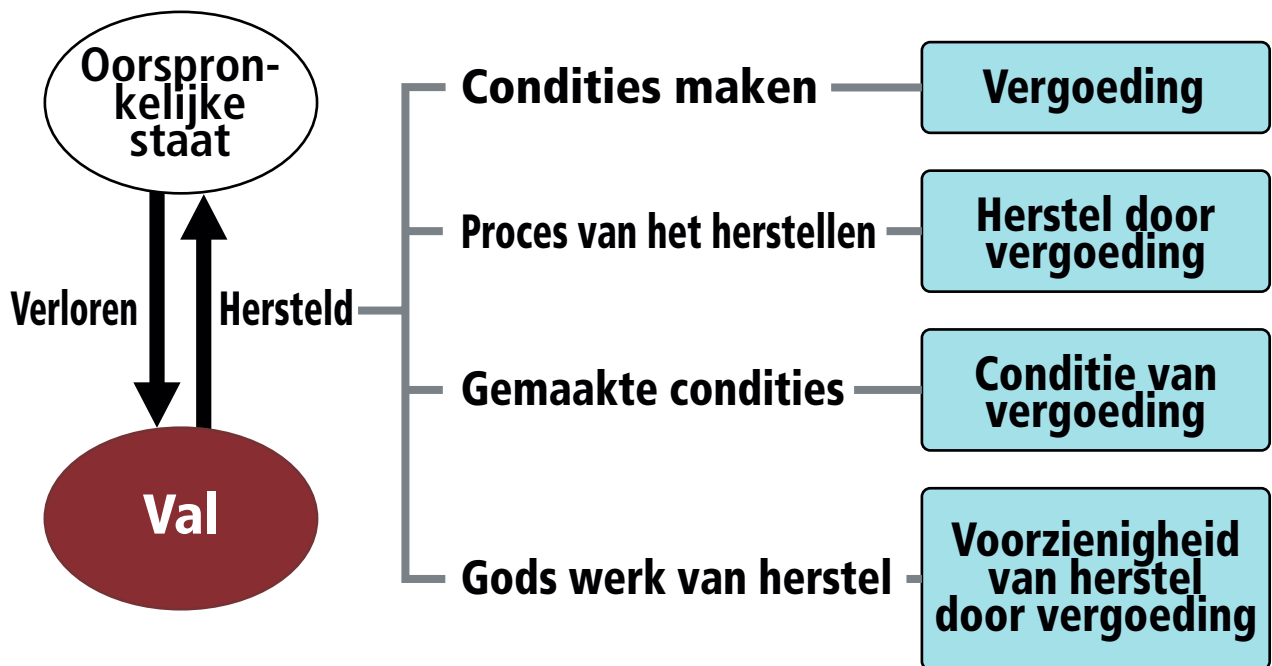 Oorspron-
kelijke
staat
Verloren
Hersteld
Val
Condities maken
Vergoeding
Proces van het herstellen
Herstel door
vergoeding
Gemaakte condities
Conditie van
vergoeding
Gods werk van herstel
Voorzienigheid
van herstel
door vergoeding